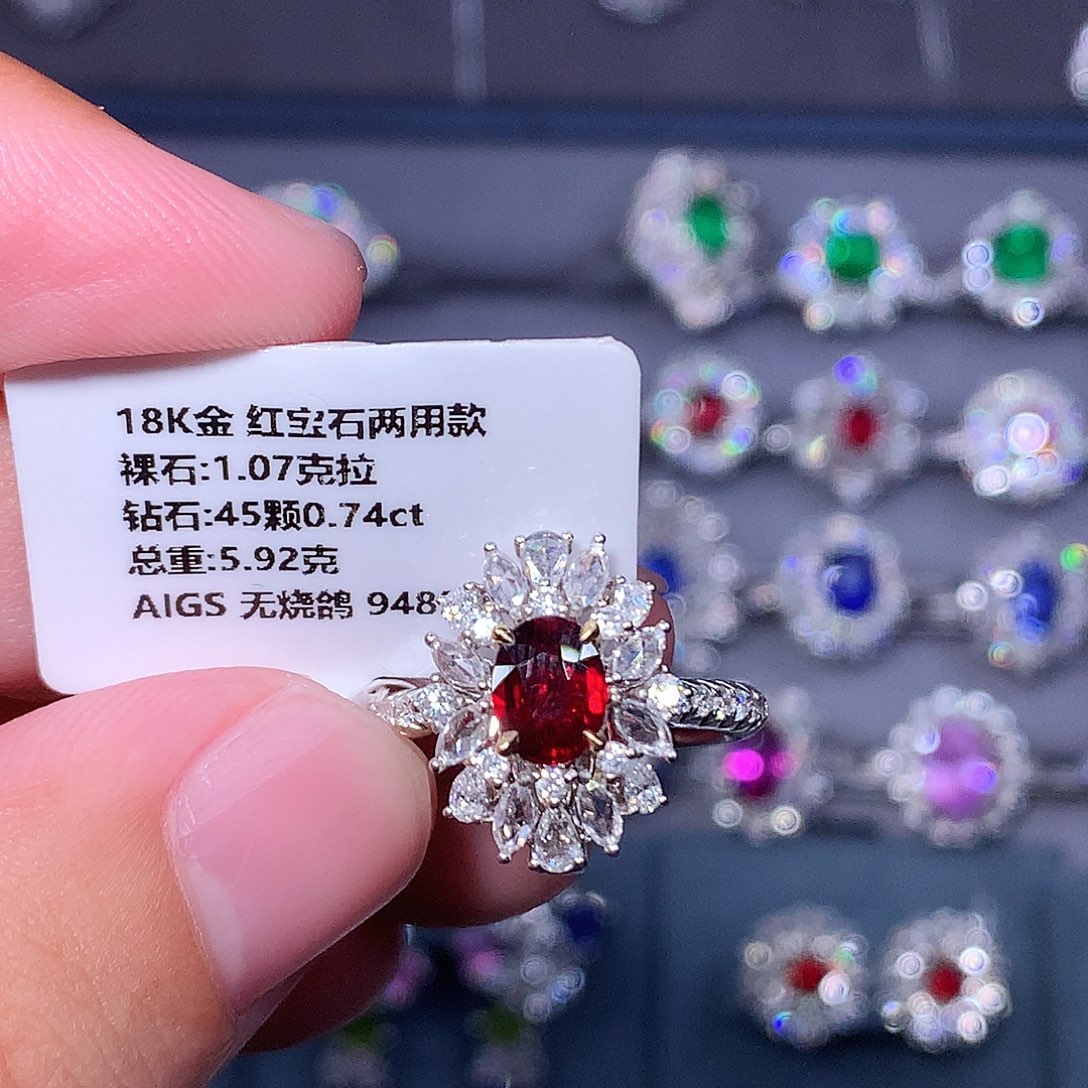 18K金 红宝石两用款
裸石:1.07克拉
钻石:45颗0.74ct
总重:5.92克
AIGS 无烧鸽